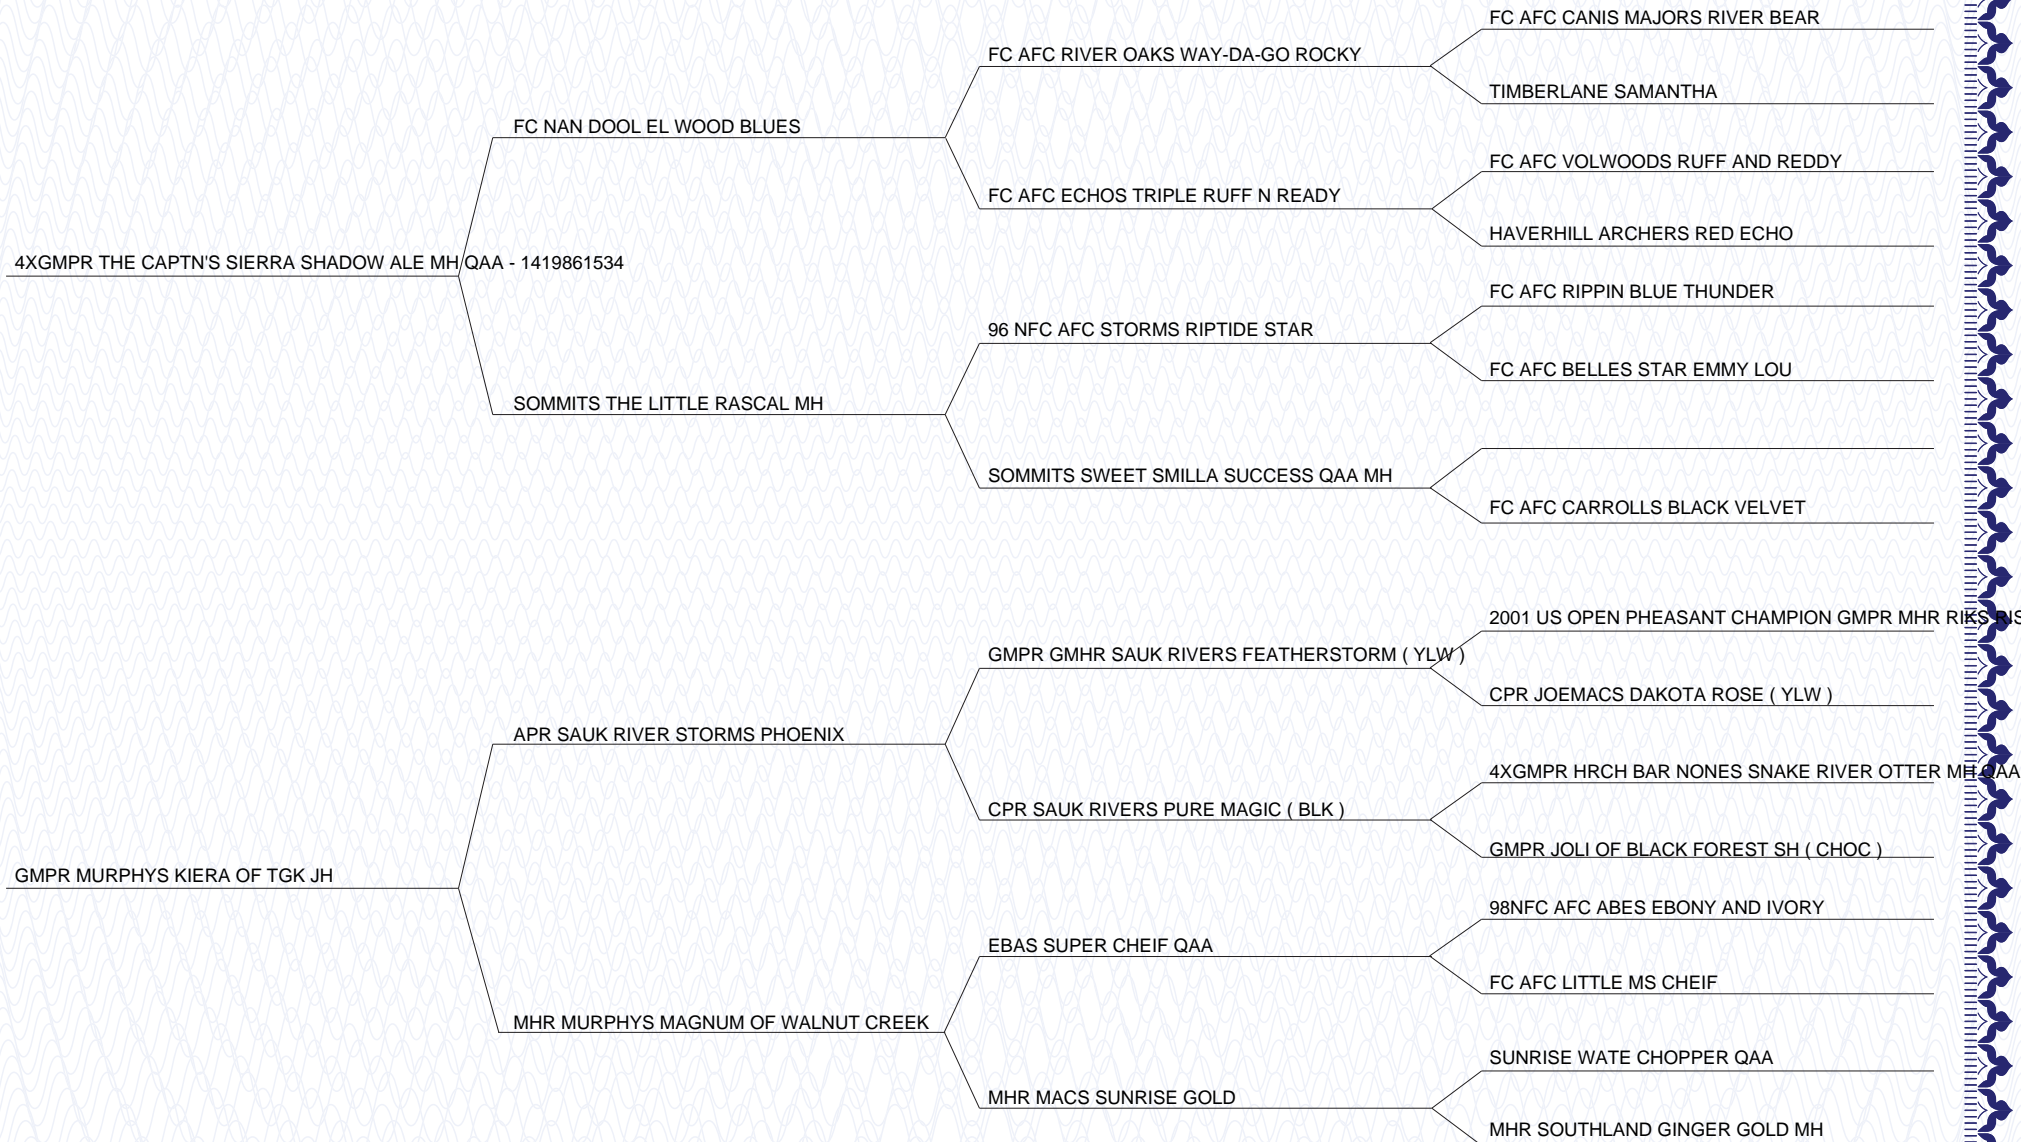 FC AFC CANIS MAJORS RIVER BEAR
FC AFC RIVER OAKS WAY-DA-GO ROCKY
TIMBERLANE SAMANTHA
FC NAN DOOL EL WOOD BLUES
FC AFC VOLWOODS RUFF AND REDDY
FC AFC ECHOS TRIPLE RUFF N READY
HAVERHILL ARCHERS RED ECHO
4XGMPR THE CAPTN'S SIERRA SHADOW ALE MH QAA - 1419861534
FC AFC RIPPIN BLUE THUNDER
96 NFC AFC STORMS RIPTIDE STAR
FC AFC BELLES STAR EMMY LOU
SOMMITS THE LITTLE RASCAL MH
SOMMITS SWEET SMILLA SUCCESS QAA MH
FC AFC CARROLLS BLACK VELVET
2001 US OPEN PHEASANT CHAMPION GMPR MHR RIKS RIS
GMPR GMHR SAUK RIVERS FEATHERSTORM ( YLW )
CPR JOEMACS DAKOTA ROSE ( YLW )
APR SAUK RIVER STORMS PHOENIX
4XGMPR HRCH BAR NONES SNAKE RIVER OTTER MH QAA
CPR SAUK RIVERS PURE MAGIC ( BLK )
GMPR JOLI OF BLACK FOREST SH ( CHOC )
GMPR MURPHYS KIERA OF TGK JH
98NFC AFC ABES EBONY AND IVORY
EBAS SUPER CHEIF QAA
FC AFC LITTLE MS CHEIF
MHR MURPHYS MAGNUM OF WALNUT CREEK
SUNRISE WATE CHOPPER QAA
MHR MACS SUNRISE GOLD
MHR SOUTHLAND GINGER GOLD MH